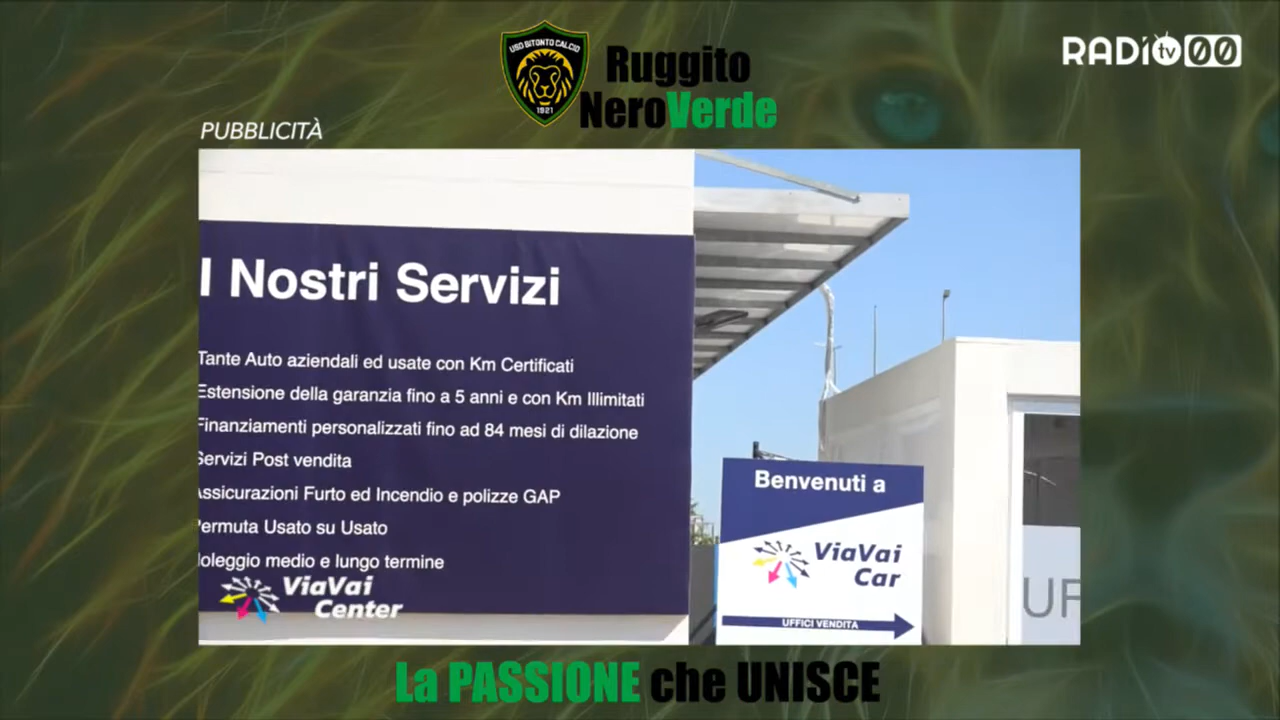 USD BITONTO CALCIO
1921
Ruggito
NeroVerde
RADIO tv 00
PUBBLICITÀ
I Nostri Servizi
Tante Auto aziendali ed usate con Km Certificati
Estensione della garanzia fino a 5 anni e con Km Illimitati
Finanziamenti personalizzati fino ad 84 mesi di dilazione
Servizi Post vendita
Assicurazioni Furto ed Incendio e polizze GAP
Permuta Usato su Usato
oleggio medio e lungo termine
ViaVai
Center
Benvenuti a
ViaVai
Car
UFFICI VENDITA
UF
La PASSIONE che UNISCE